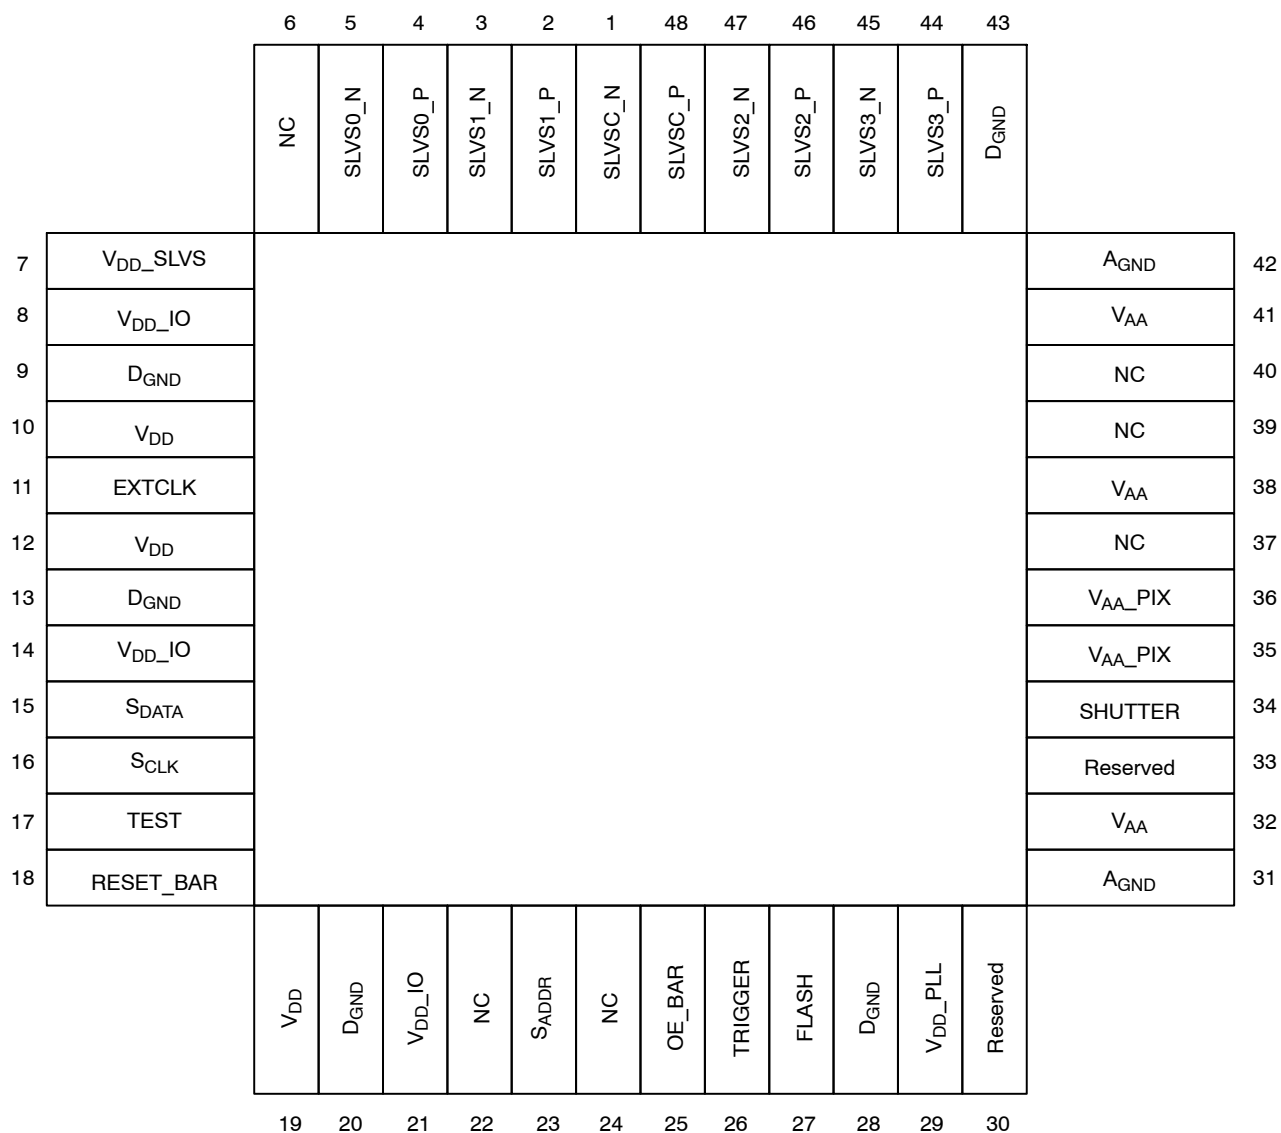 6 5 4 3 2 1 48 47 46 45 44 43
NC SLVS0_N SLVS0_P SLVS1_N SLVS1_P SLVSC_N SLVSC_P SLVS2_N SLVS2_P SLVS3_N SLVS3_P DGND
7 VDD_SLVS AGND 42
8 VDD_IO VAA 41
9 DGND NC 40
10 VDD NC 39
11 EXTCLK VAA 38
12 VDD NC 37
13 DGND VAA_PIX 36
14 VDD_IO VAA_PIX 35
15 SDATA SHUTTER 34
16 SCLK Reserved 33
17 TEST VAA 32
18 RESET_BAR AGND 31
VDD DGND VDD_IO NC SADDR NC OE_BAR TRIGGER FLASH DGND VDD_PLL Reserved
19 20 21 22 23 24 25 26 27 28 29 30